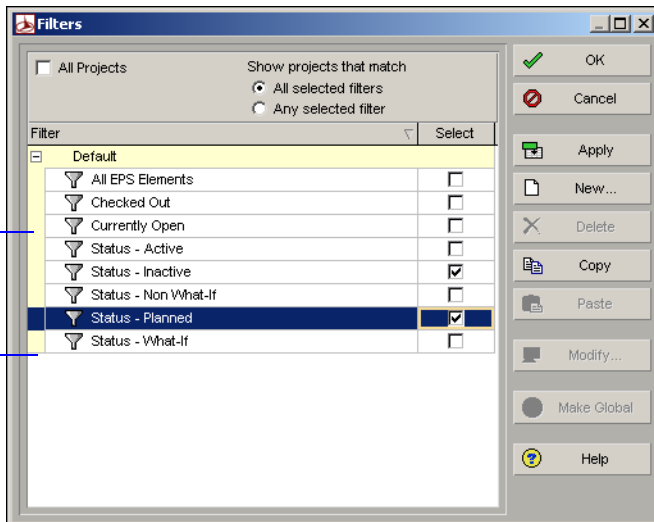 Filters
All Projects
Show projects that match
All selected filters
Any selected filter
Filter
Select
Default
All EPS Elements
Checked Out
Currently Open
Status - Active
Status - Inactive
Status - Non What-If
Status - Planned
Status - What-If
OK
Cancel
Apply
New...
Delete
Copy
Paste
Modify...
Make Global
Help